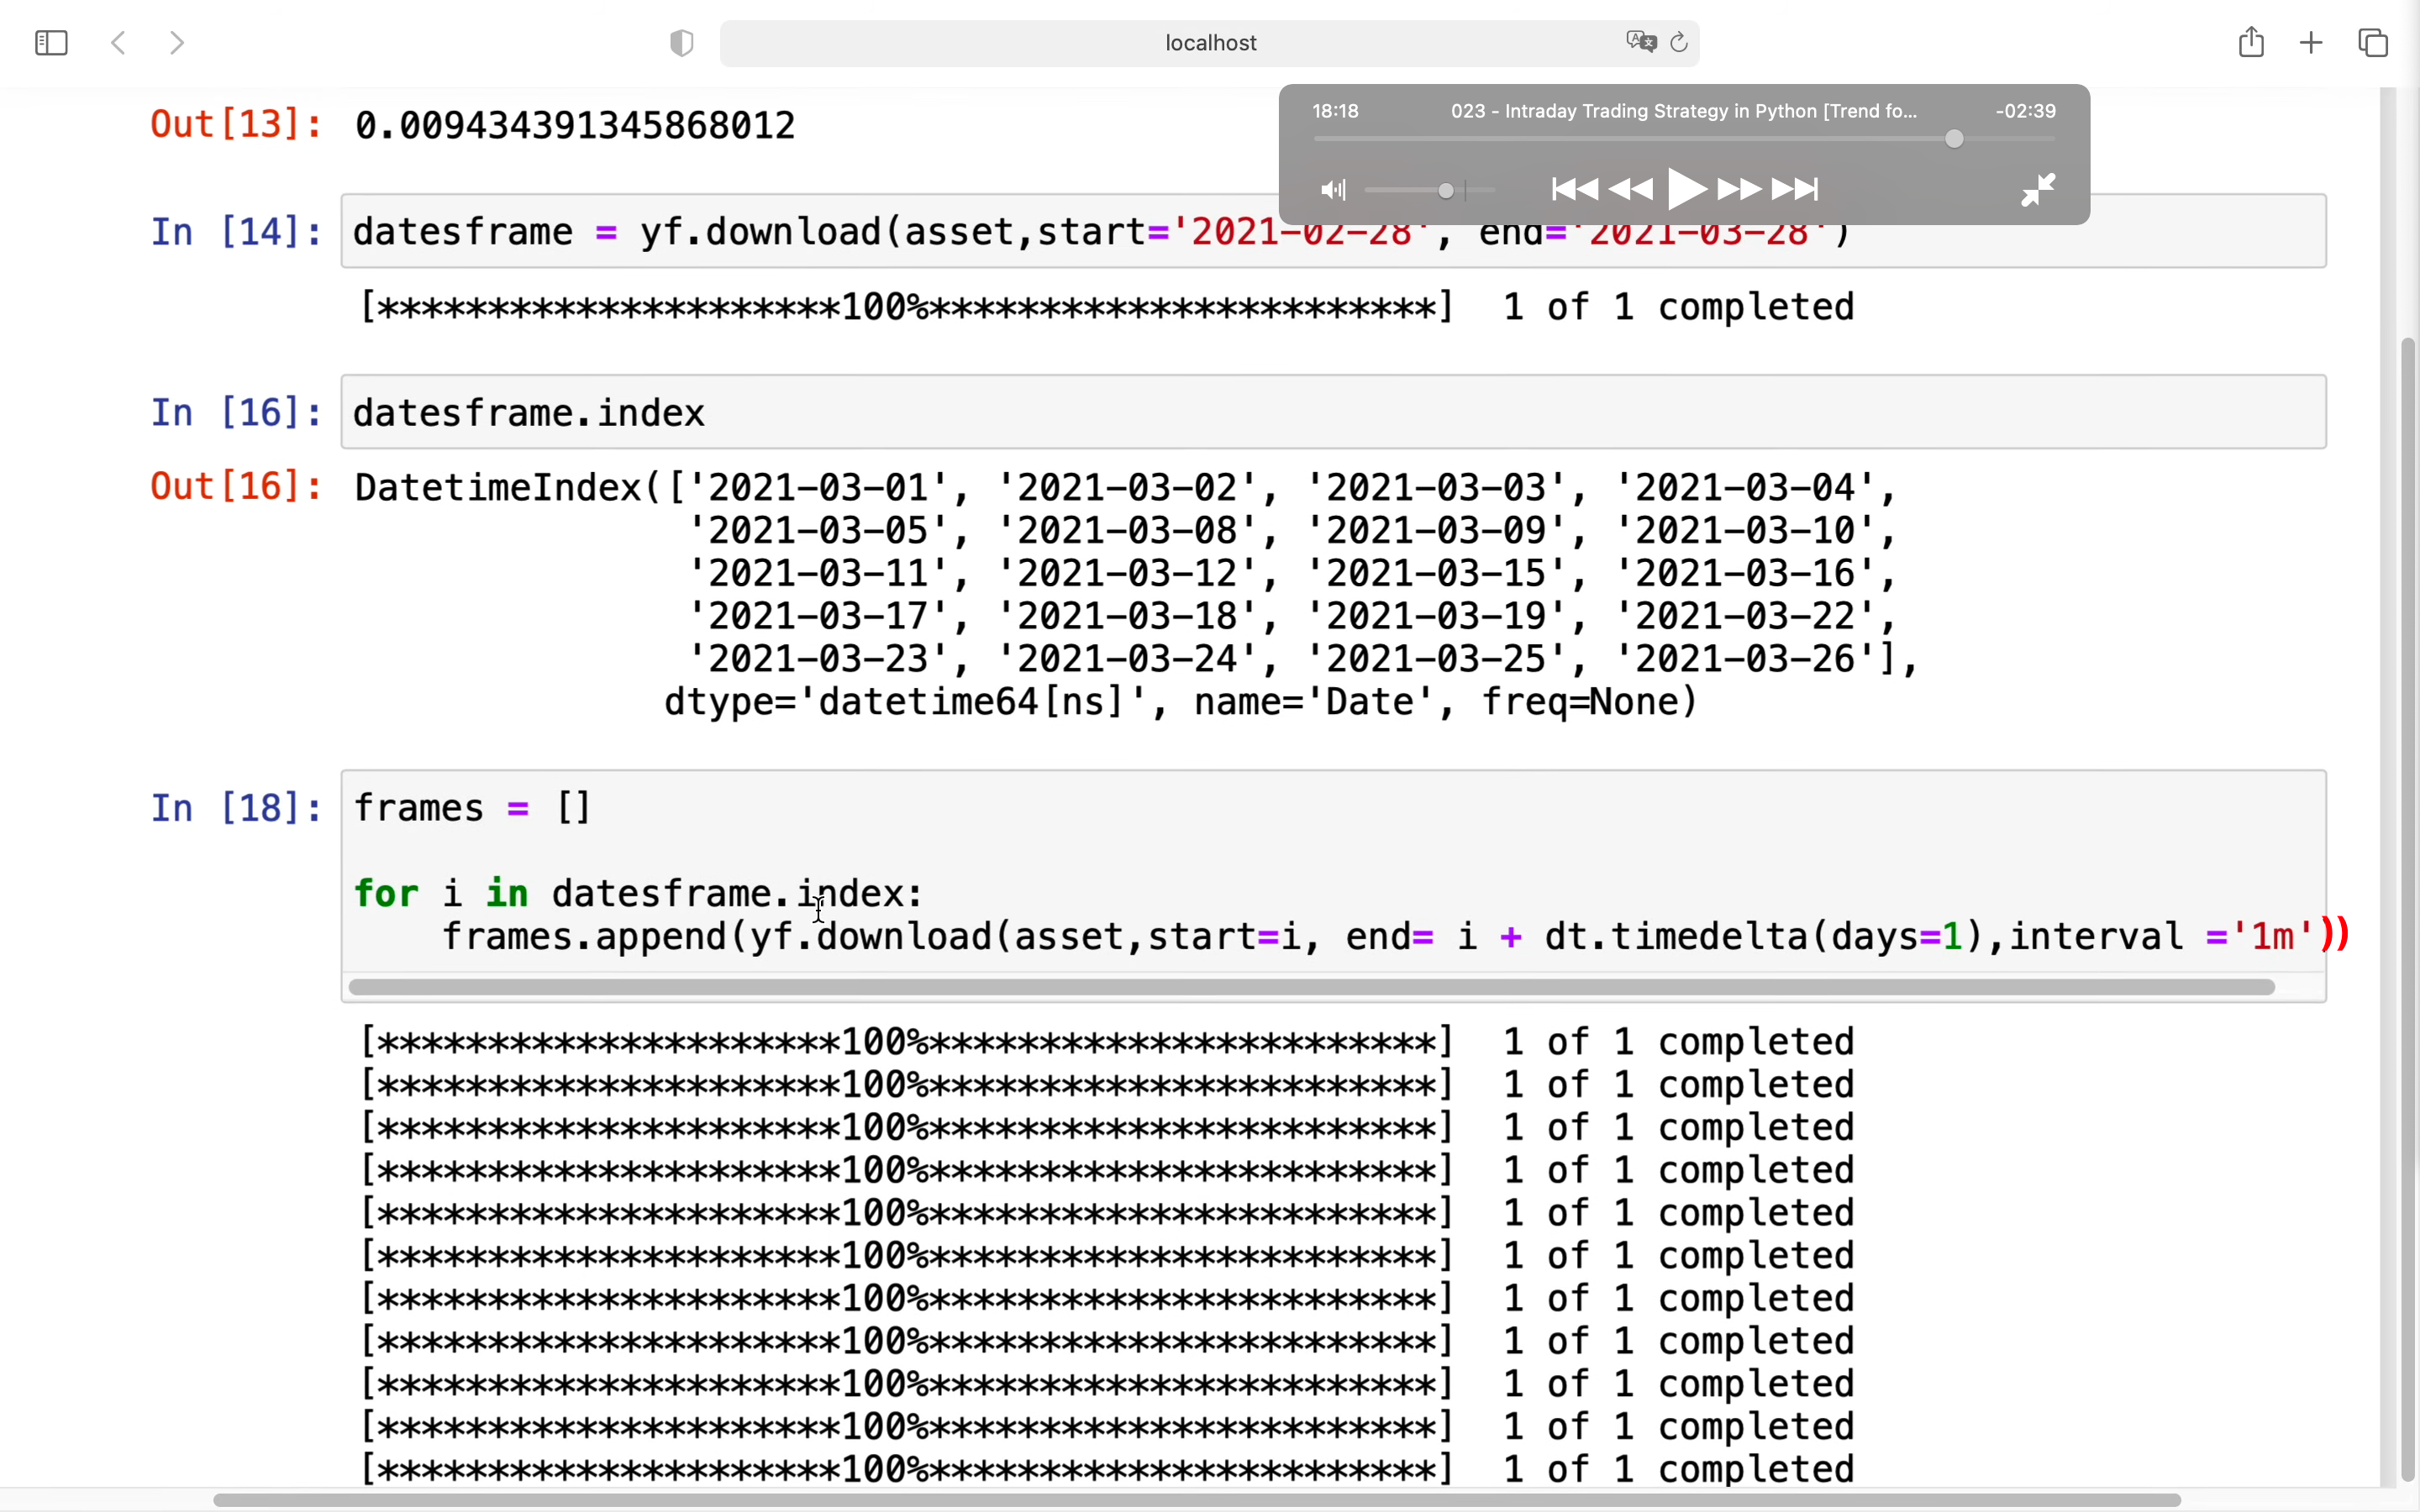 localhost
18:18 023 - Intraday Trading Strategy in Python [Trend fo... -02:39
Out[13]: 0.009434391345868012
In [14]: datesframe = yf.download(asset,start='2021-02-28', end='2021-03-28')
[*********************100%***********************]  1 of 1 completed
In [16]: datesframe.index
Out[16]: DatetimeIndex(['2021-03-01', '2021-03-02', '2021-03-03', '2021-03-04',
'2021-03-05', '2021-03-08', '2021-03-09', '2021-03-10',
'2021-03-11', '2021-03-12', '2021-03-15', '2021-03-16',
'2021-03-17', '2021-03-18', '2021-03-19', '2021-03-22',
'2021-03-23', '2021-03-24', '2021-03-25', '2021-03-26'],
dtype='datetime64[ns]', name='Date', freq=None)
In [18]: frames = []
for i in datesframe.index:
frames.append(yf.download(asset,start=i, end= i + dt.timedelta(days=1),interval ='1m'))
[*********************100%***********************]  1 of 1 completed
[*********************100%***********************]  1 of 1 completed
[*********************100%***********************]  1 of 1 completed
[*********************100%***********************]  1 of 1 completed
[*********************100%***********************]  1 of 1 completed
[*********************100%***********************]  1 of 1 completed
[*********************100%***********************]  1 of 1 completed
[*********************100%***********************]  1 of 1 completed
[*********************100%***********************]  1 of 1 completed
[*********************100%***********************]  1 of 1 completed
[*********************100%***********************]  1 of 1 completed